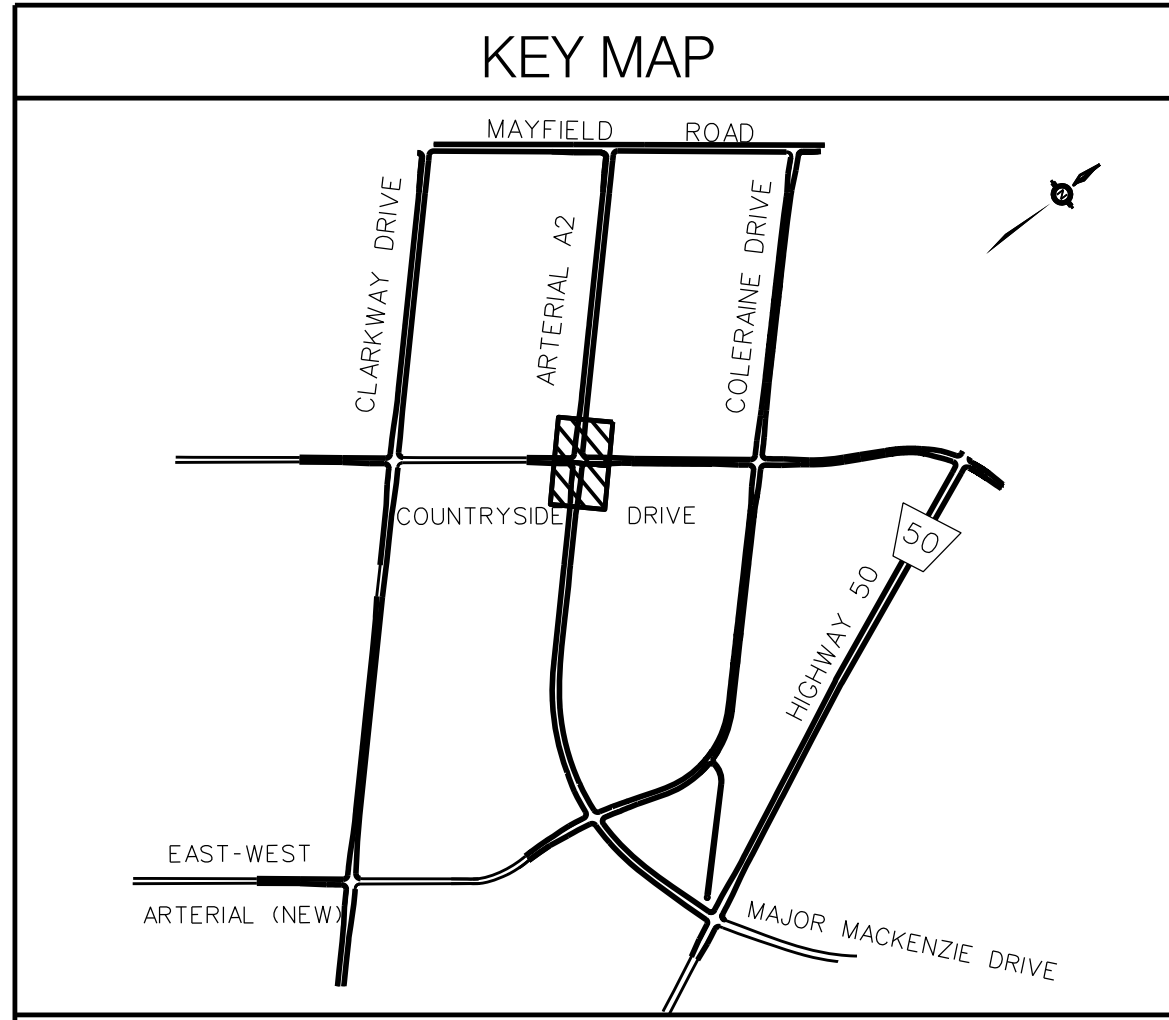 KEY MAP
MAYFIELD ROAD
CLARKWAY DRIVE
ARTERIAL A2
COLERAINE DRIVE
N
COUNTRYSIDE DRIVE
50
HIGHWAY 50
EAST-WEST
ARTERIAL (NEW)
MAJOR MACKENZIE DRIVE